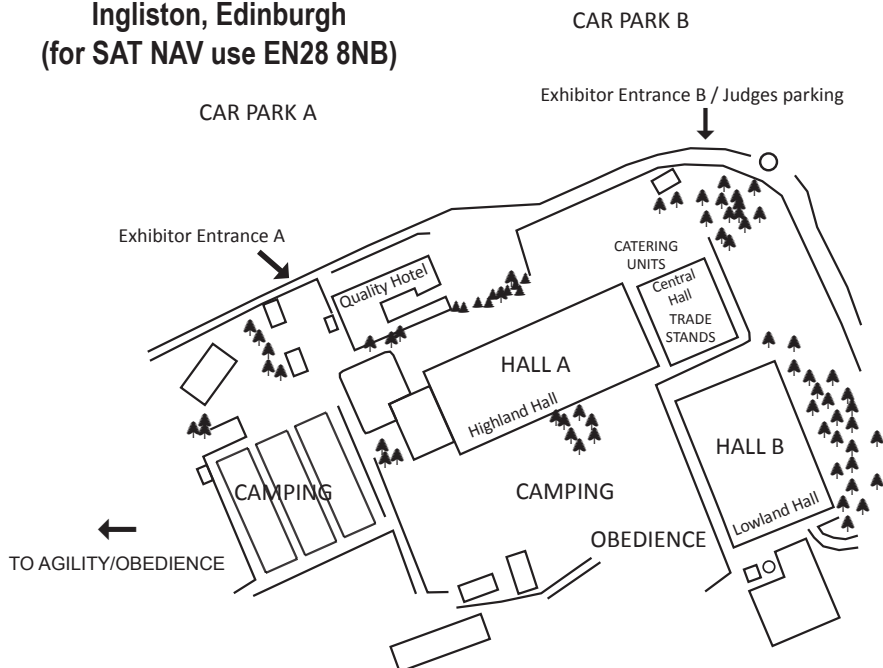 Ingliston, Edinburgh
(for SAT NAV use EN28 8NB)
CAR PARK B
CAR PARK A
Exhibitor Entrance B / Judges parking
Exhibitor Entrance A
Quality Hotel
CATERING
UNITS
Central
Hall
TRADE
STANDS
HALL A
Highland Hall
HALL B
Lowland Hall
CAMPING
CAMPING
OBEDIENCE
TO AGILITY/OBEDIENCE